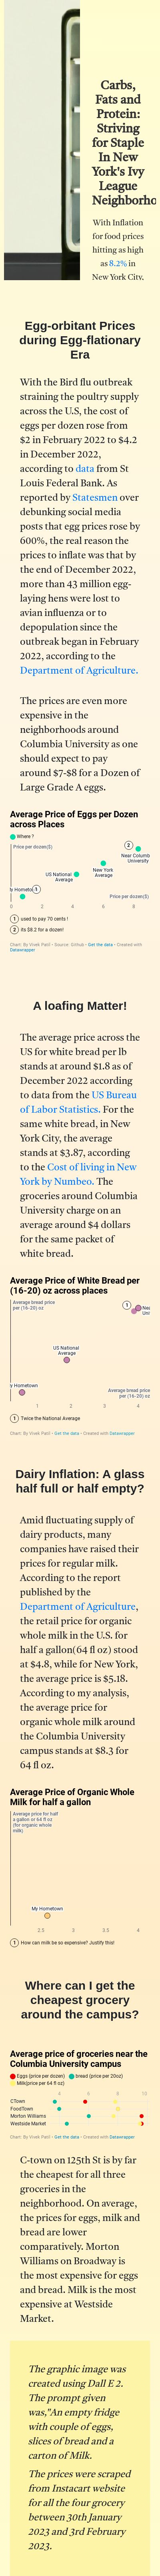 Carbs,
Fats and
Protein:
Striving
for Staple
In New
York's Ivy
League
Neighborho
With Inflation
for food prices
hitting as high
as 8.2% in
New York City,
Egg-orbitant Prices
during Egg-flationary
Era
With the Bird flu outbreak
straining the poultry supply
across the U.S, the cost of
eggs per dozen rose from
$2 in February 2022 to $4.2
in December 2022,
according to data from St
Louis Federal Bank. As
reported by Statesmen over
debunking social media
posts that egg prices rose by
600%, the real reason the
prices to inflate was that by
the end of December 2022,
more than 43 million egg-
laying hens were lost to
avian influenza or to
depopulation since the
outbreak began in February
2022, according to the
Department of Agriculture.
The prices are even more
expensive in the
neighborhoods around
Columbia University as one
should expect to pay
around $7-$8 for a Dozen of
Large Grade A eggs.
Average Price of Eggs per Dozen
across Places
Where ?
Price per dozen($)
2
Near Columb
Univers
New York
Average
US National
Average
y Hometo
1
Price per dozen($)
0 2 4 6 8
1 used to pay 70 cents !
2 its $8.2 for a dozen!
Chart: By Vivek Patil • Source: Github • Get the data • Created with
Datawrapper
A loafing Matter!
The average price across the
US for white bread per lb
increased to around $1.8 as
of December 2022 according
to data from the US Bureau
of Labor Statistics. For the
same white bread, in New
York City, the average
stands at $3.87, according
to the Cost of living in New
York by Numbeo. The
groceries around Columbia
University charge on an
average around $4 dollars
for the same packet of
white bread.
Average Price of White Bread per
(16-20) oz across places
Average bread price
per (16-20) oz
1
US National
Average
y Hometown
Average bread price
per (16-20) oz
1 2 3 4
1 Twice the National Average
Chart: By Vivek Patil • Get the data • Created with Datawrapper
Dairy Inflation: A glass
half full or half empty?
Amid fluctuating supply of
dairy products, many
companies have raised their
prices for regular milk.
According to the report
published by the
Department of Agriculture,
the retail price for organic
whole milk in the U.S. for
half a gallon(64 fl oz) stood
at $4.8, while for New York,
the average price is $5.18.
According to my analysis,
the average price for
organic whole milk around
the Columbia University
campus stands at $8.3 for
64 fl oz.
Average Price of Organic Whole
Milk for half a gallon
Average price for half
a gallon or 64 fl oz
(for organic whole
milk)
My Hometown
2.5 3 3.5 4
1 How can milk be so expensive? Justify this!
Where can I get the
cheapest grocery
around the campus?
Average price of groceries near the
Columbia University campus
Eggs (price per dozen) bread (price per 20oz)
Milk(price per 64 fl oz)
4 6 8 10
CTown
FoodTown
Morton Williams
Westside Market
Chart: By Vivek Patil • Get the data • Created with Datawrapper
C-town on 125th St is by far
the cheapest for all three
groceries in the
neighborhood. On average,
the prices of eggs, milk and
bread are lower
comparatively. Morton
Williams on Broadway is
the most expensive for eggs
and bread. Milk is the most
expensive at Westside
Market.
The graphic image was
created using Dall E 2.
The prompt given
was,"An empty fridge
with couple of eggs,
slices of bread and a
carton of Milk.
The prices were scraped
from Instacart website
for all the four grocery
between 30th January
2023 and 3rd February
2023.